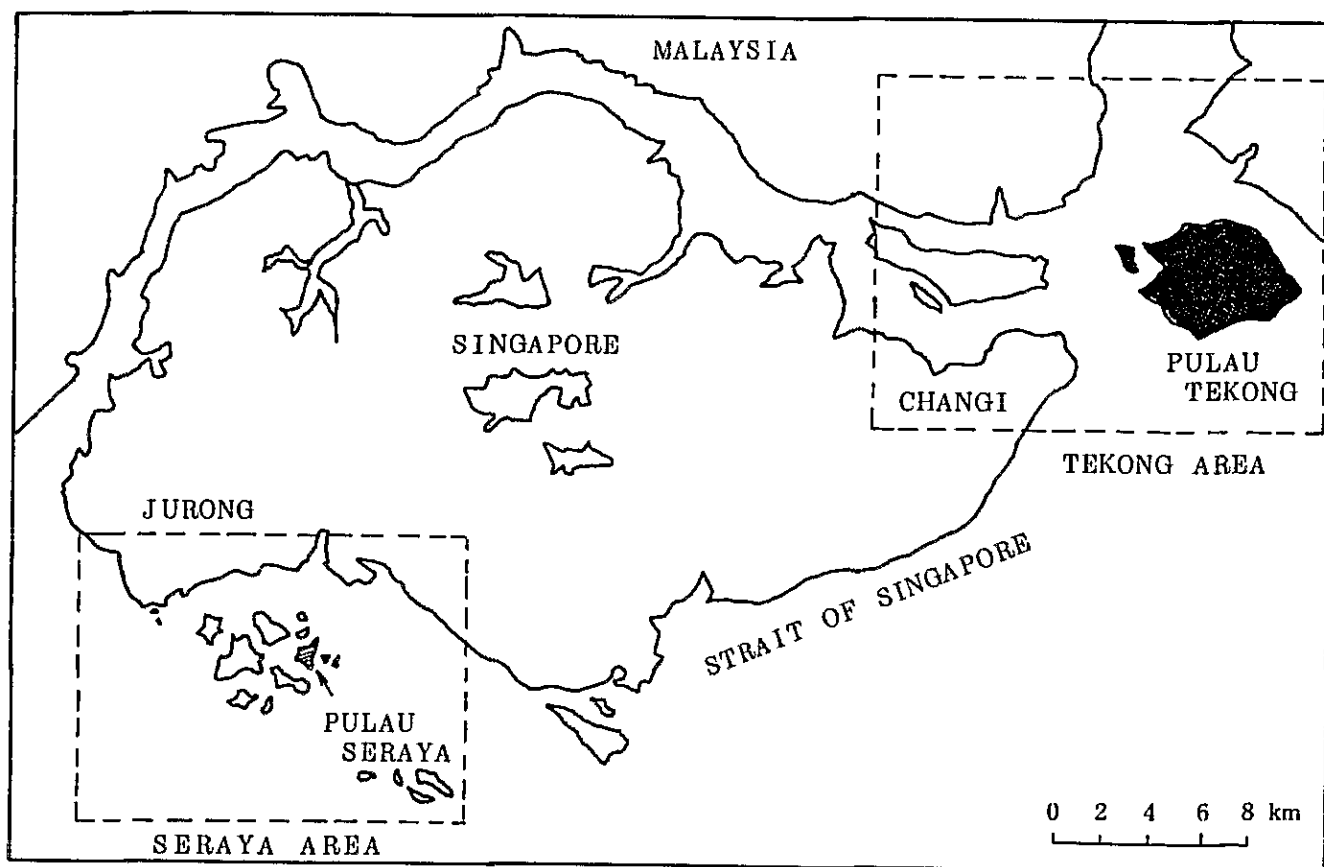 MALAYSIA
SINGAPORE
PULAU
TEKONG
CHANGI
TEKONG AREA
JURONG
STRAIT OF SINGAPORE
PULAU
SERAYA
0 2 4 6 8 km
SERAYA AREA